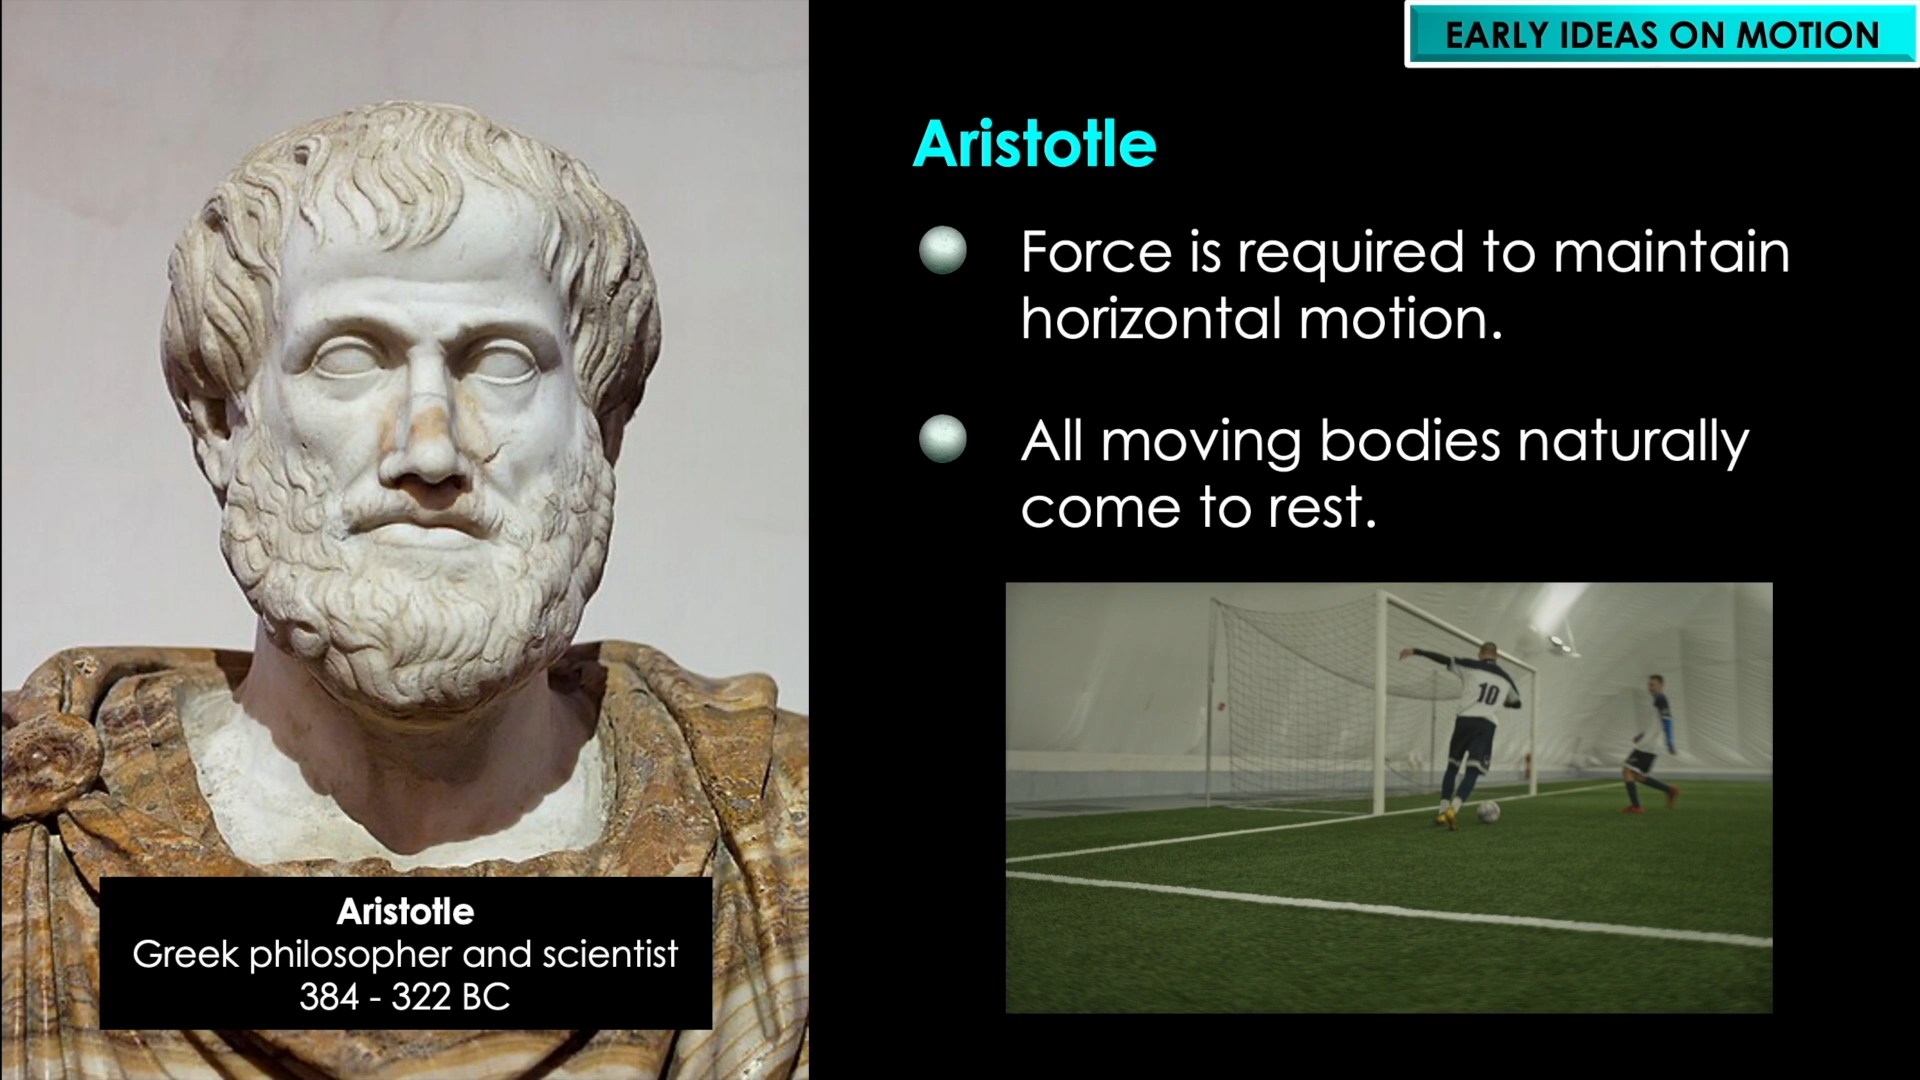 EARLY IDEAS ON MOTION
Aristotle
Force is required to maintain
horizontal motion.
All moving bodies naturally
come to rest.
10
Aristotle
Greek philosopher and scientist
384 - 322 BC